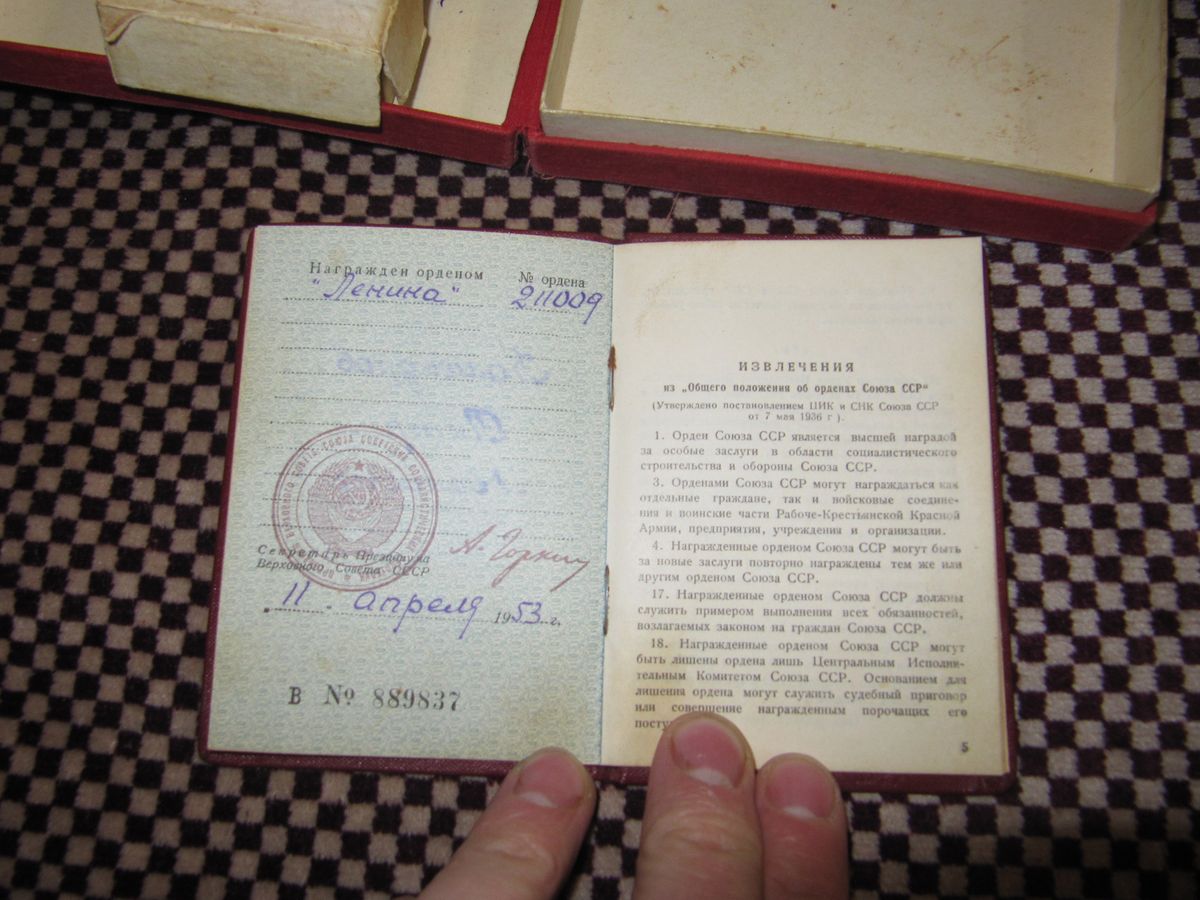 Награжден орденом № ордена
"Ленина" 211009
Секретарь Президиума
Верховного Совета СССР
А. Горкин
"11" апреля 1953 г.
В № 889837
ИЗВЛЕЧЕНИЯ
из „Общего положения об орденах Союза ССР“
(Утверждено постановлением ЦИК и СНК Союза ССР
от 7 мая 1936 г.).
1. Орден Союза ССР является высшей наградой
за особые заслуги в области социалистического
строительства и обороны Союза ССР.
3. Орденами Союза ССР могут награждаться как
отдельные граждане, так и войсковые соедине-
ния и воинские части Рабоче-Крестьянской Красной
Армии, предприятия, учреждения и организации.
4. Награжденные орденом Союза ССР могут быть
за новые заслуги повторно награждены тем же или
другим орденом Союза ССР.
17. Награжденные орденом Союза ССР должны
служить примером выполнения всех обязанностей,
возлагаемых законом на граждан Союза ССР.
18. Награжденные орденом Союза ССР могут
быть лишены ордена лишь Центральным Исполни-
тельным Комитетом Союза ССР. Основанием для
лишения ордена могут служить судебный приговор
или совершение награжденным порочащих его
5